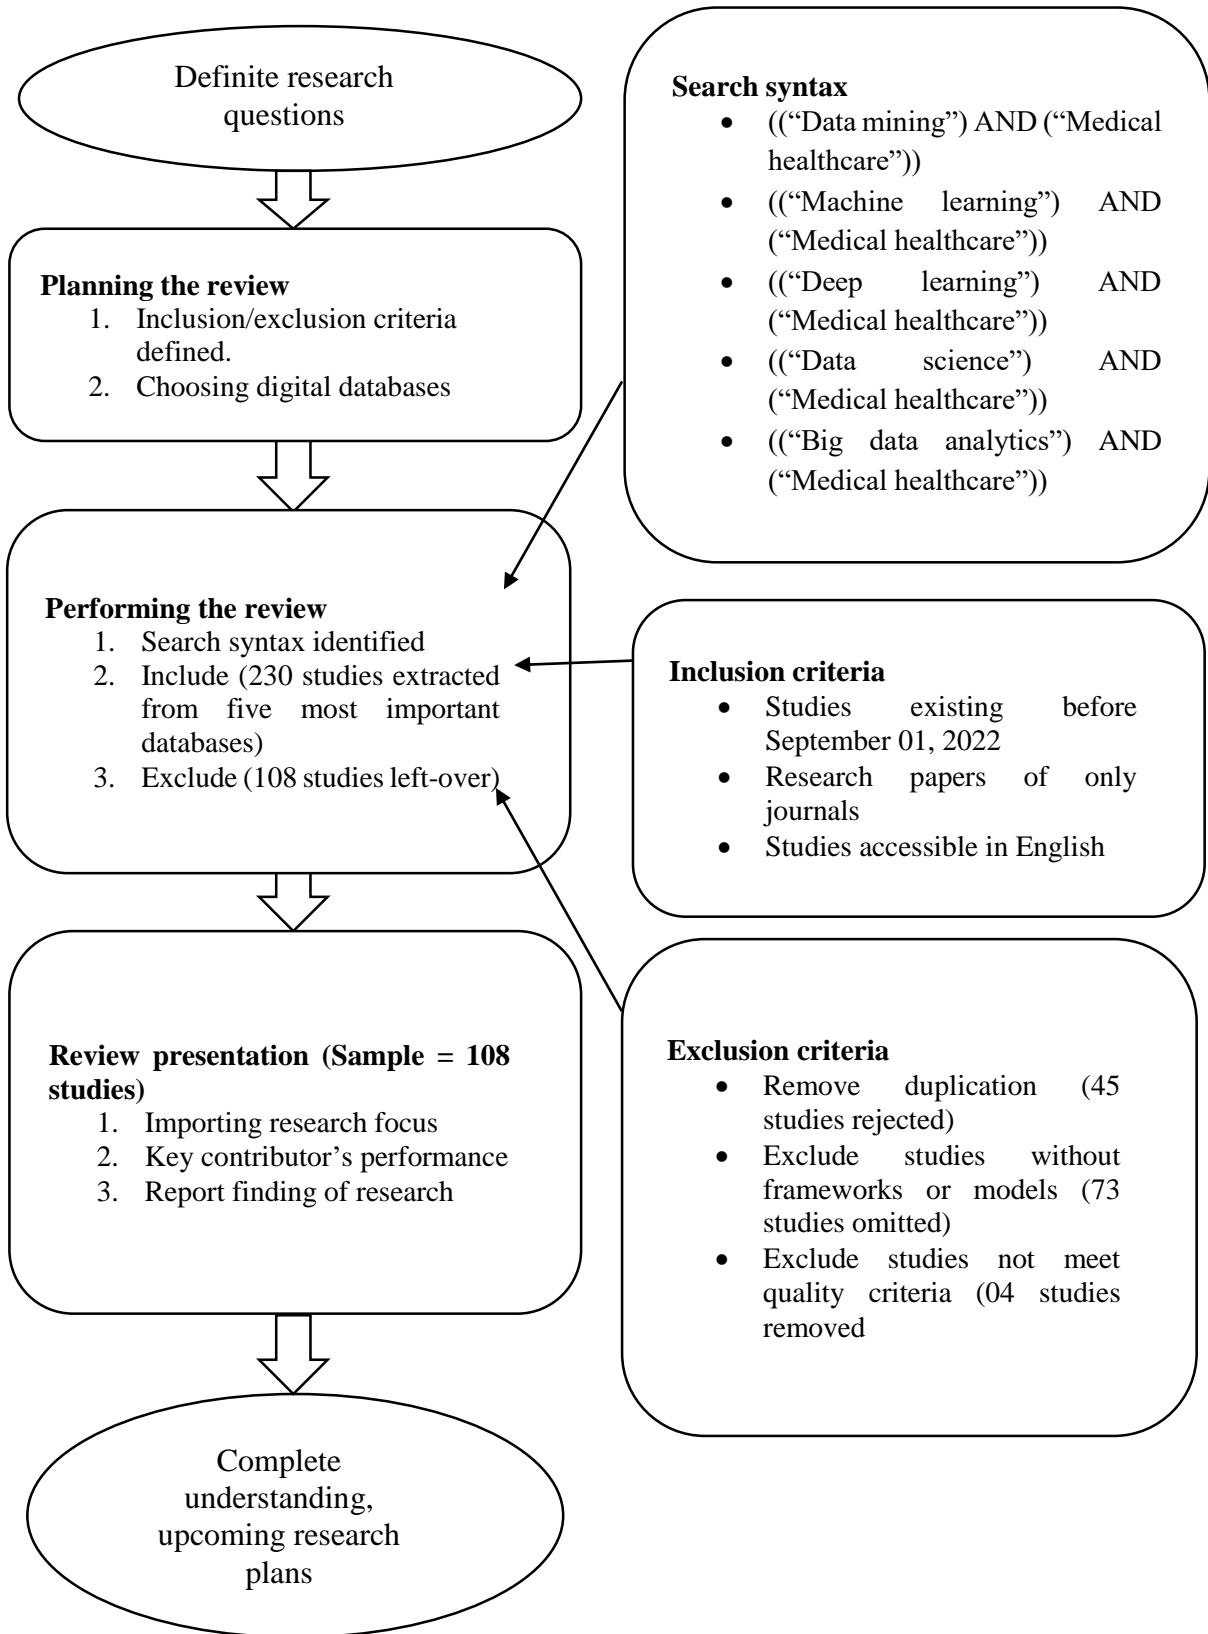 Definite research
questions
Planning the review
1. Inclusion/exclusion criteria
defined.
2. Choosing digital databases
Performing the review
1. Search syntax identified
2. Include (230 studies extracted
from five most important
databases)
3. Exclude (108 studies left-over)
Review presentation (Sample = 108
studies)
1. Importing research focus
2. Key contributor’s performance
3. Report finding of research
Complete
understanding,
upcoming research
plans
Search syntax
• ((“Data mining”) AND (“Medical
healthcare”))
• ((“Machine learning”) AND
(“Medical healthcare”))
• ((“Deep learning”) AND
(“Medical healthcare”))
• ((“Data science”) AND
(“Medical healthcare”))
• ((“Big data analytics”) AND
(“Medical healthcare”))
Inclusion criteria
• Studies existing before
September 01, 2022
• Research papers of only
journals
• Studies accessible in English
Exclusion criteria
• Remove duplication (45
studies rejected)
• Exclude studies without
frameworks or models (73
studies omitted)
• Exclude studies not meet
quality criteria (04 studies
removed